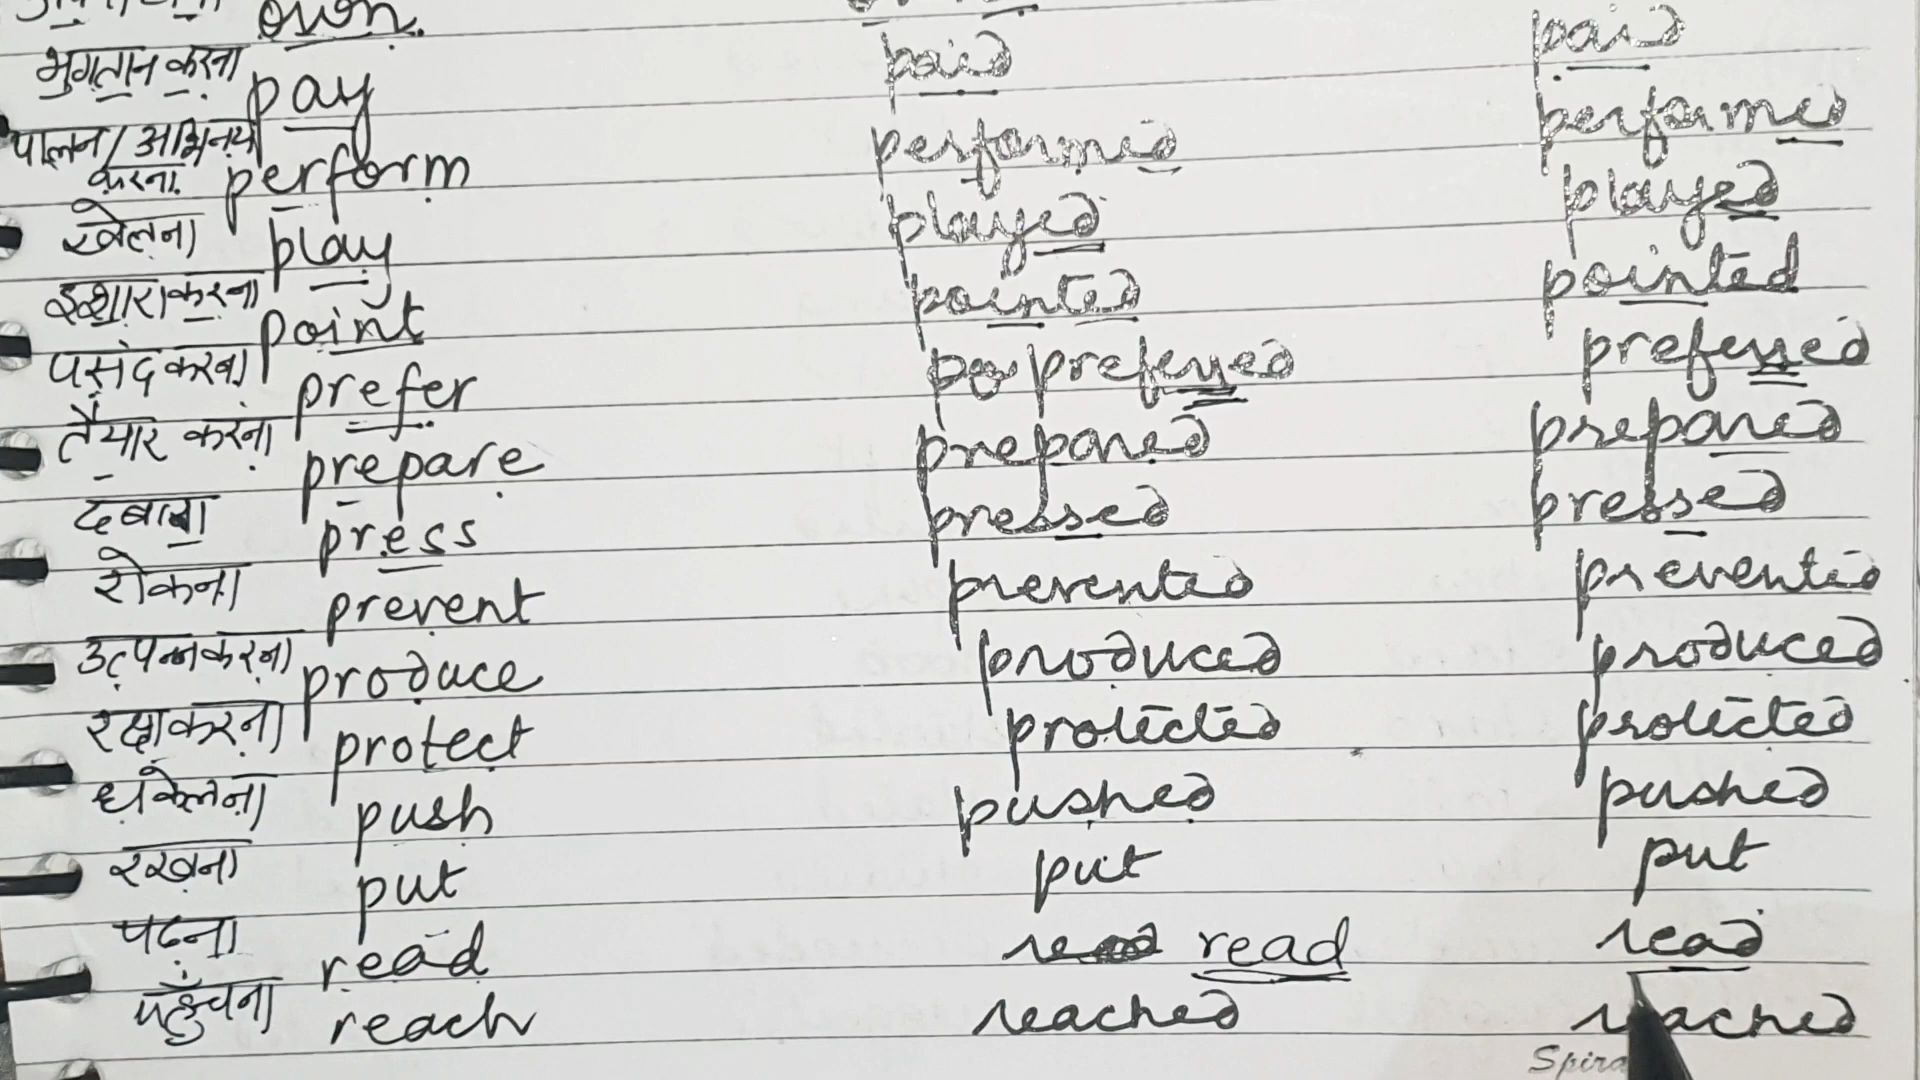 own.
भुगतान करना pay paid paid
पालन/अभिनय करना perform performed performed
खेलना play played played
इशारा करना point pointed pointed
पसंद करना prefer preferred preferred
तैयार करना prepare prepared prepared
दबाना press pressed pressed
रोकना prevent prevented prevented
उत्पन्न करना produce produced produced
रक्षा करना protect protected protected
धकेलना push pushed pushed
रखना put put put
पढना read read read
पहुँचना reach reached reached
Spira